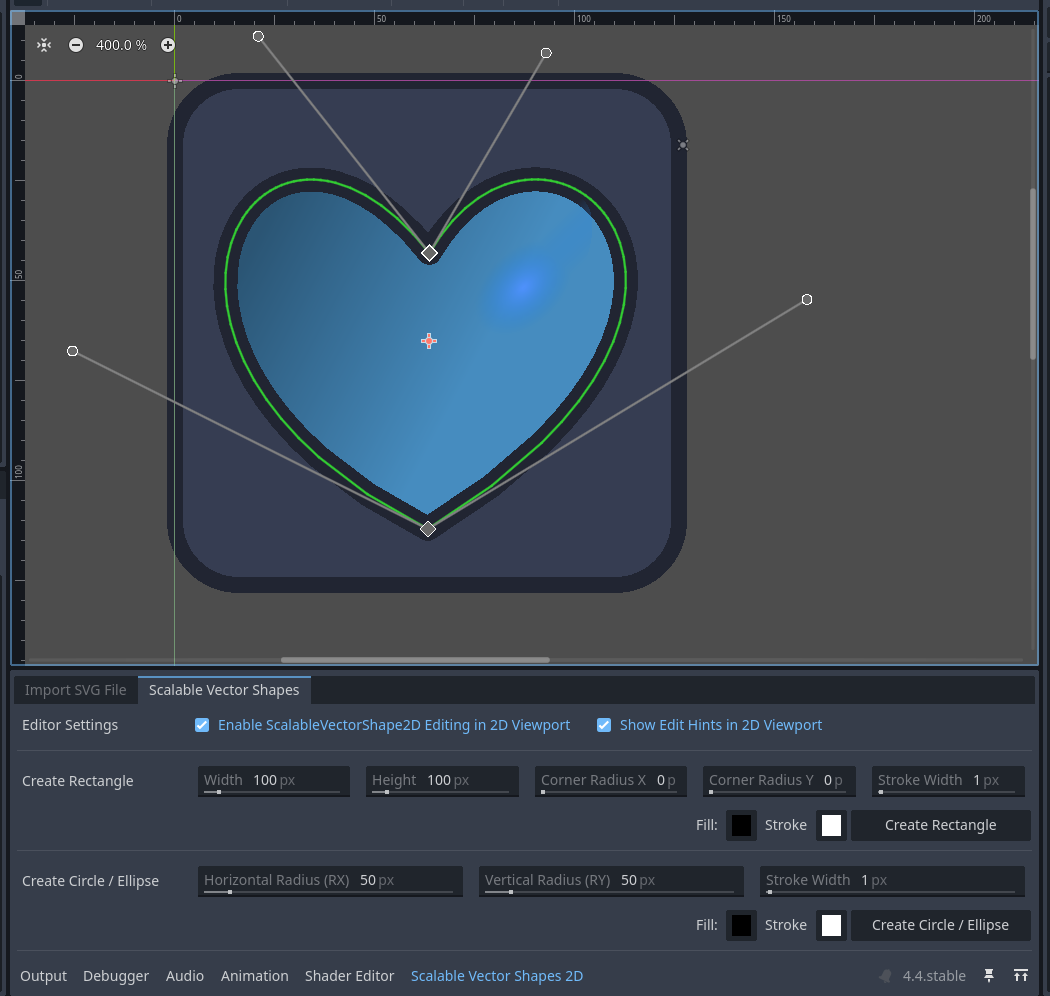 0 50 100 150 200
400.0 %
0
50
100
Import SVG File Scalable Vector Shapes
Editor Settings Enable ScalableVectorShape2D Editing in 2D Viewport Show Edit Hints in 2D Viewport
Create Rectangle Width 100 px Height 100 px Corner Radius X 0 p Corner Radius Y 0 p Stroke Width 1 px
Fill: Stroke Create Rectangle
Create Circle / Ellipse Horizontal Radius (RX) 50 px Vertical Radius (RY) 50 px Stroke Width 1 px
Fill: Stroke Create Circle / Ellipse
Output Debugger Audio Animation Shader Editor Scalable Vector Shapes 2D 4.4.stable